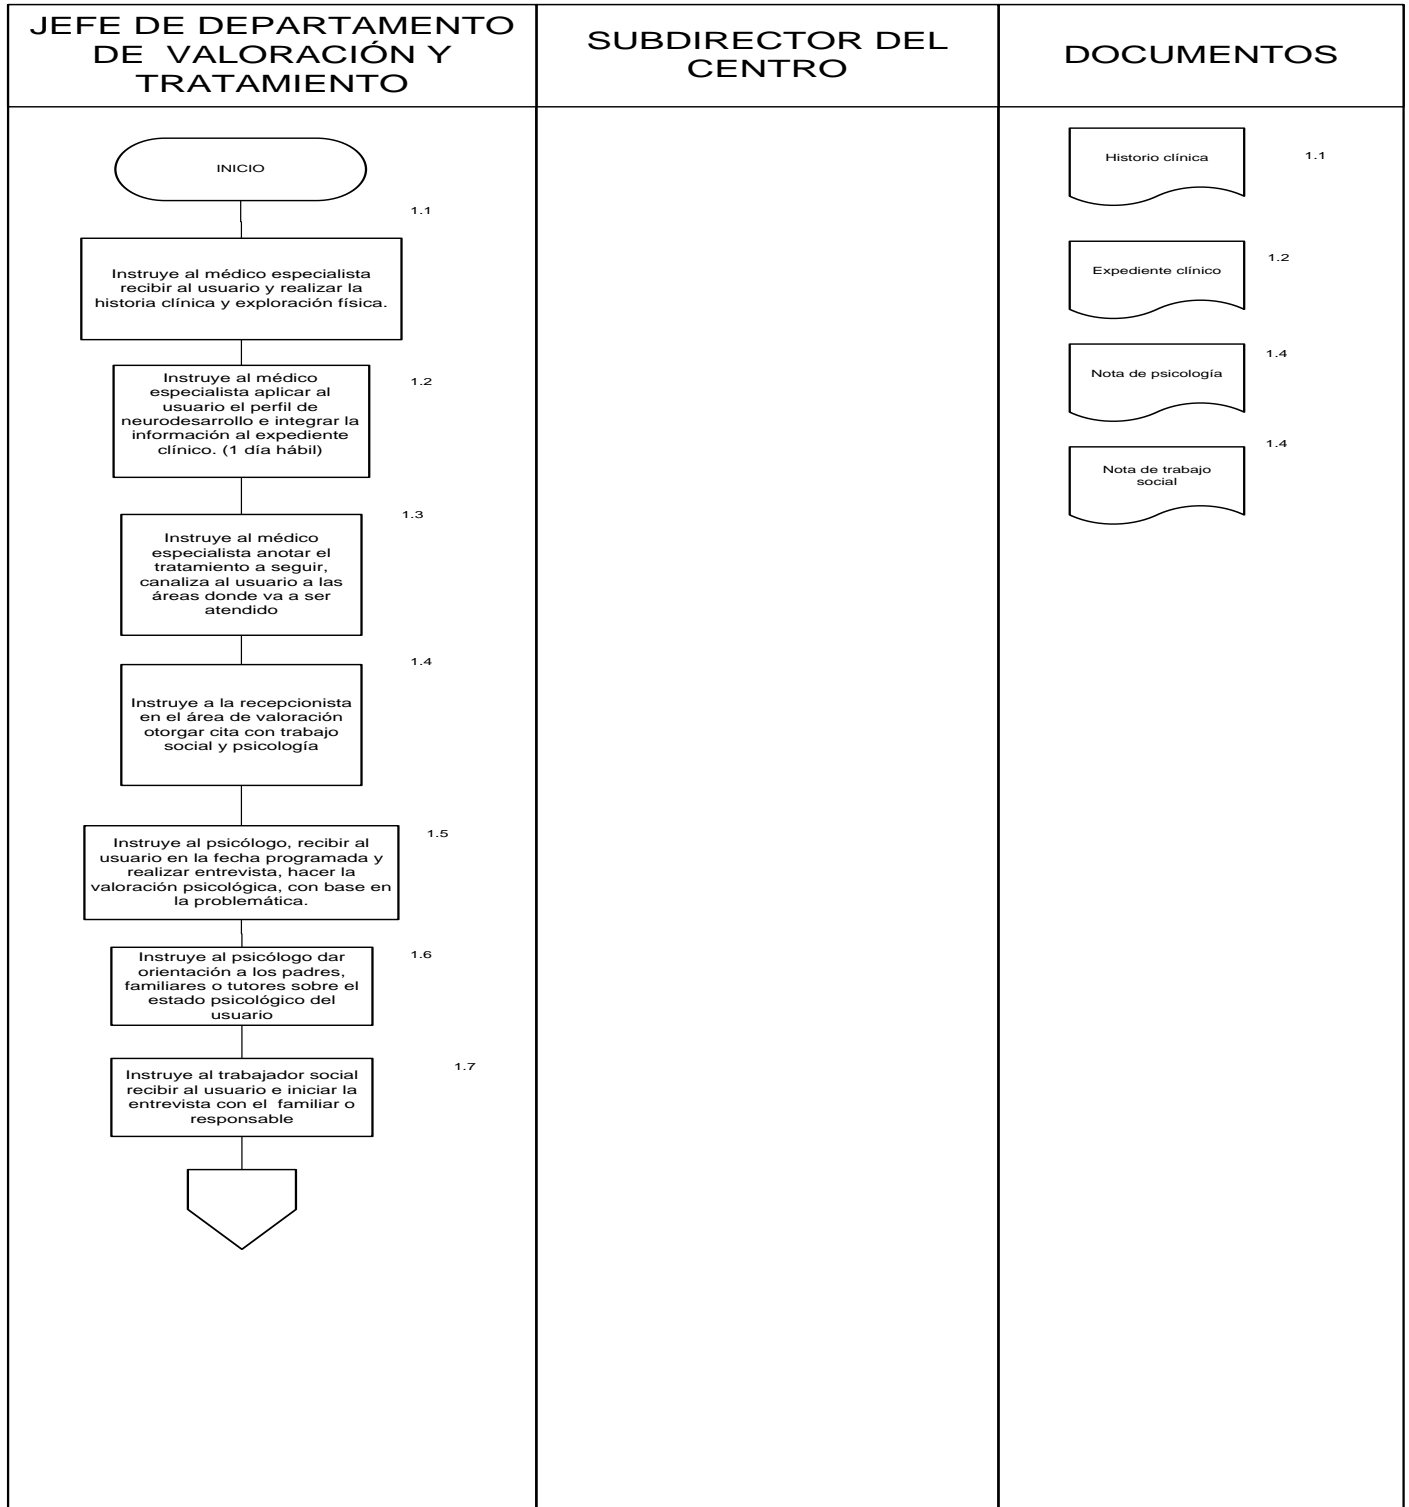 JEFE DE DEPARTAMENTO
DE VALORACIÓN Y
TRATAMIENTO
SUBDIRECTOR DEL
CENTRO
DOCUMENTOS
INICIO
1.1
Instruye al médico especialista
recibir al usuario y realizar la
historia clínica y exploración física.
1.2
Instruye al médico
especialista aplicar al
usuario el perfil de
neurodesarrollo e integrar la
información al expediente
clínico. (1 día hábil)
1.3
Instruye al médico
especialista anotar el
tratamiento a seguir,
canaliza al usuario a las
áreas donde va a ser
atendido
1.4
Instruye a la recepcionista
en el área de valoración
otorgar cita con trabajo
social y psicología
1.5
Instruye al psicólogo, recibir al
usuario en la fecha programada y
realizar entrevista, hacer la
valoración psicológica, con base en
la problemática.
1.6
Instruye al psicólogo dar
orientación a los padres,
familiares o tutores sobre el
estado psicológico del
usuario
1.7
Instruye al trabajador social
recibir al usuario e iniciar la
entrevista con el familiar o
responsable
Historio clínica
1.1
Expediente clínico
1.2
Nota de psicología
1.4
Nota de trabajo
social
1.4